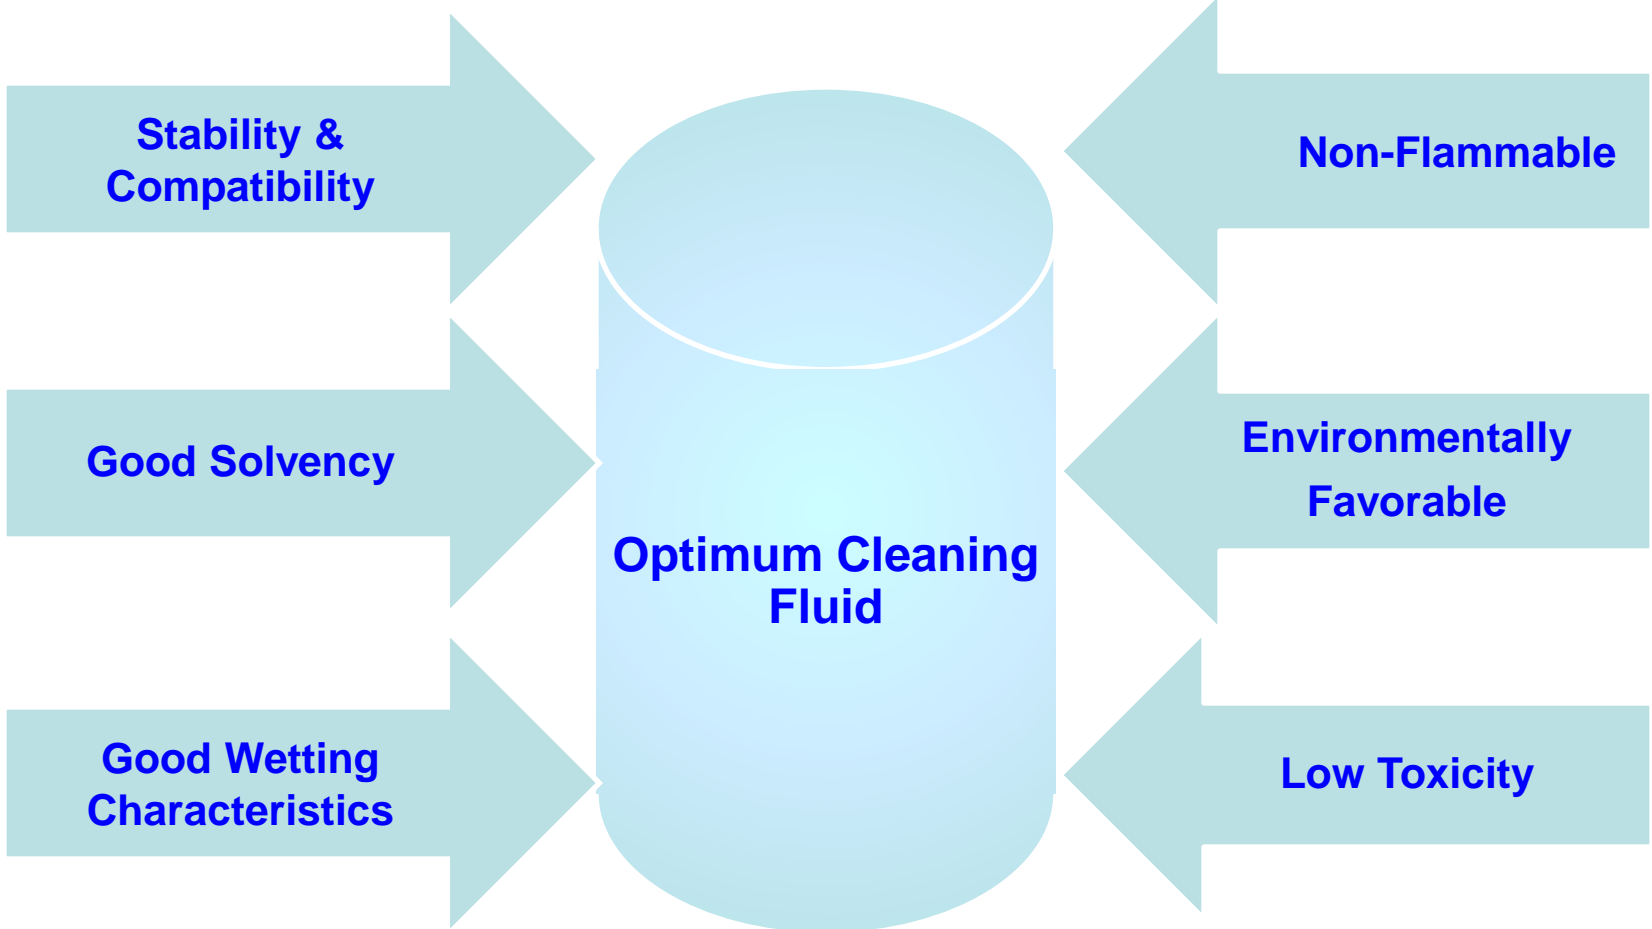 Stability &
Compatibility
Non-Flammable
Good Solvency
Environmentally
Favorable
Optimum Cleaning
Fluid
Good Wetting
Characteristics
Low Toxicity